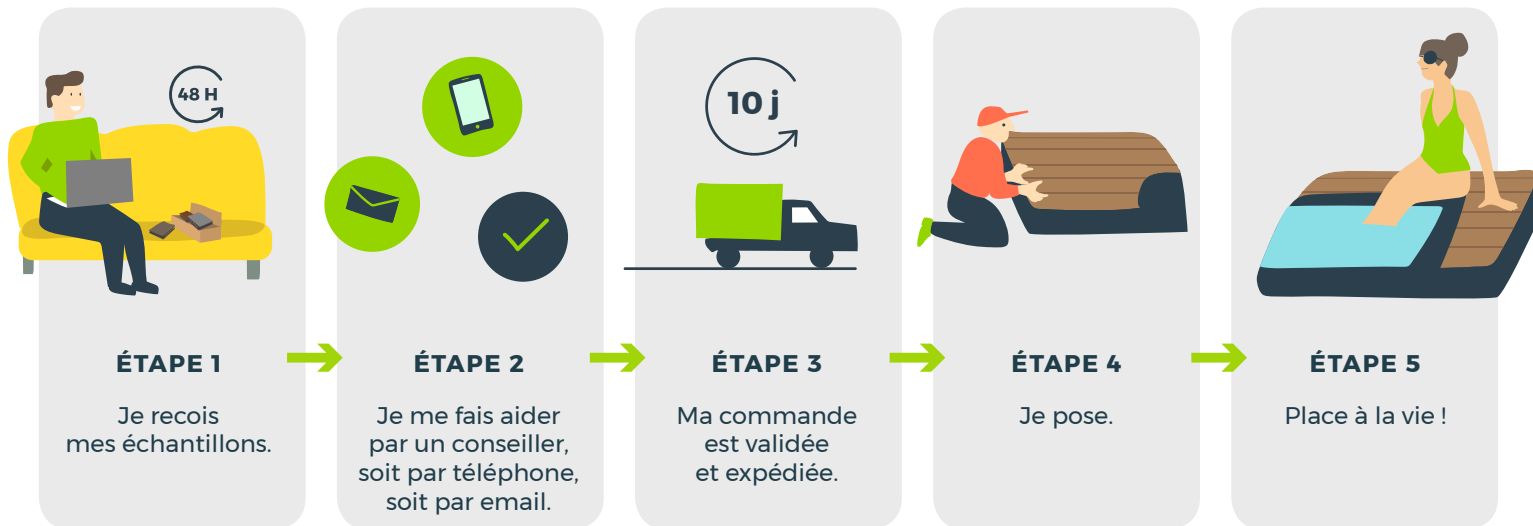 48 H
ÉTAPE 1
Je recois
mes échantillons.
ÉTAPE 2
Je me fais aider
par un conseiller,
soit par téléphone,
soit par email.
10 j
ÉTAPE 3
Ma commande
est validée
et expédiée.
ÉTAPE 4
Je pose.
ÉTAPE 5
Place à la vie !